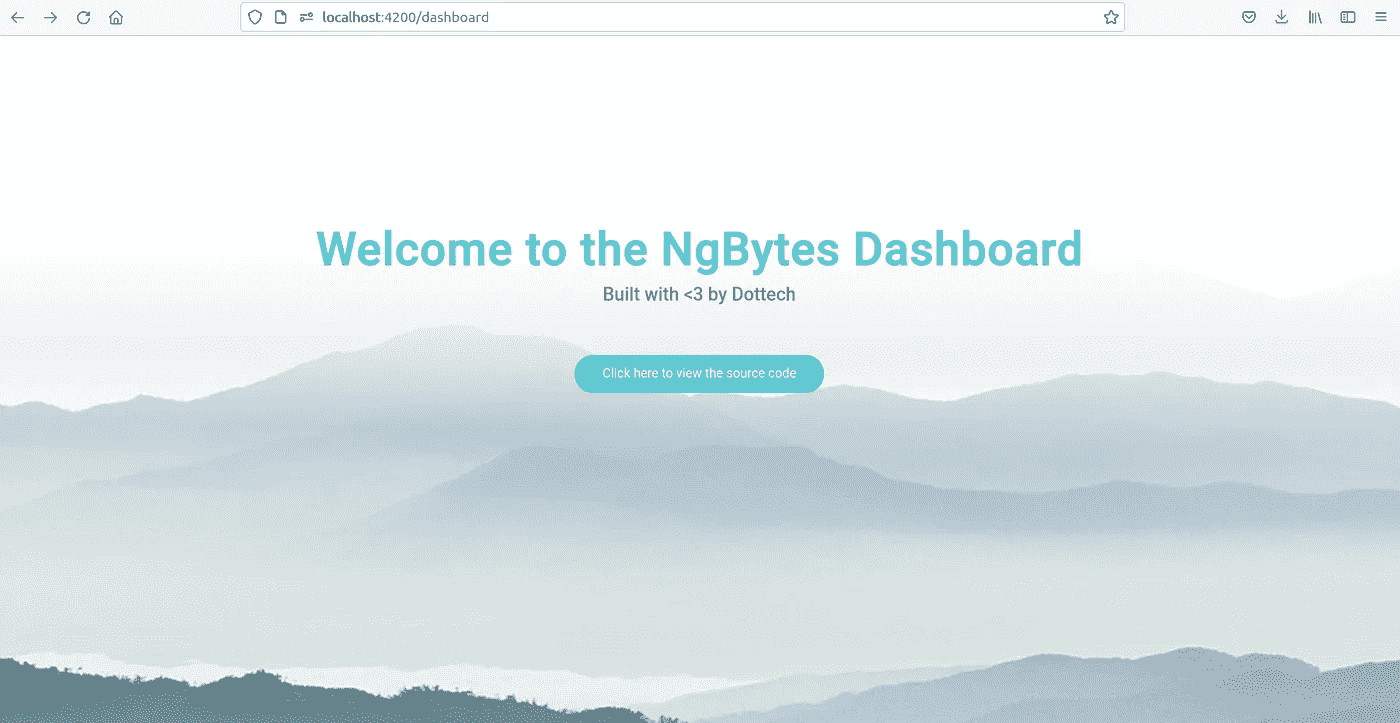 localhost:4200/dashboard
Welcome to the NgBytes Dashboard
Built with <3 by Dottech
Click here to view the source code